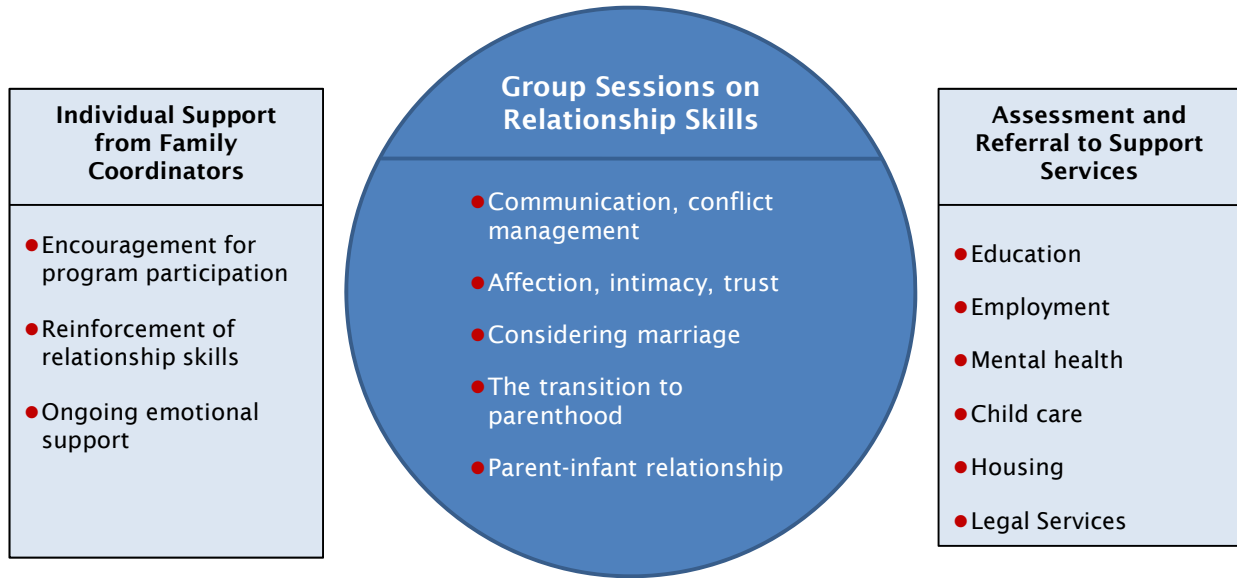 Individual Support
from Family
Coordinators
●Encouragement for
program participation
●Reinforcement of
relationship skills
●Ongoing emotional
support
Group Sessions on
Relationship Skills
●Communication, conflict
management
●Affection, intimacy, trust
●Considering marriage
●The transition to
parenthood
●Parent-infant relationship
Assessment and
Referral to Support
Services
●Education
●Employment
●Mental health
●Child care
●Housing
●Legal Services